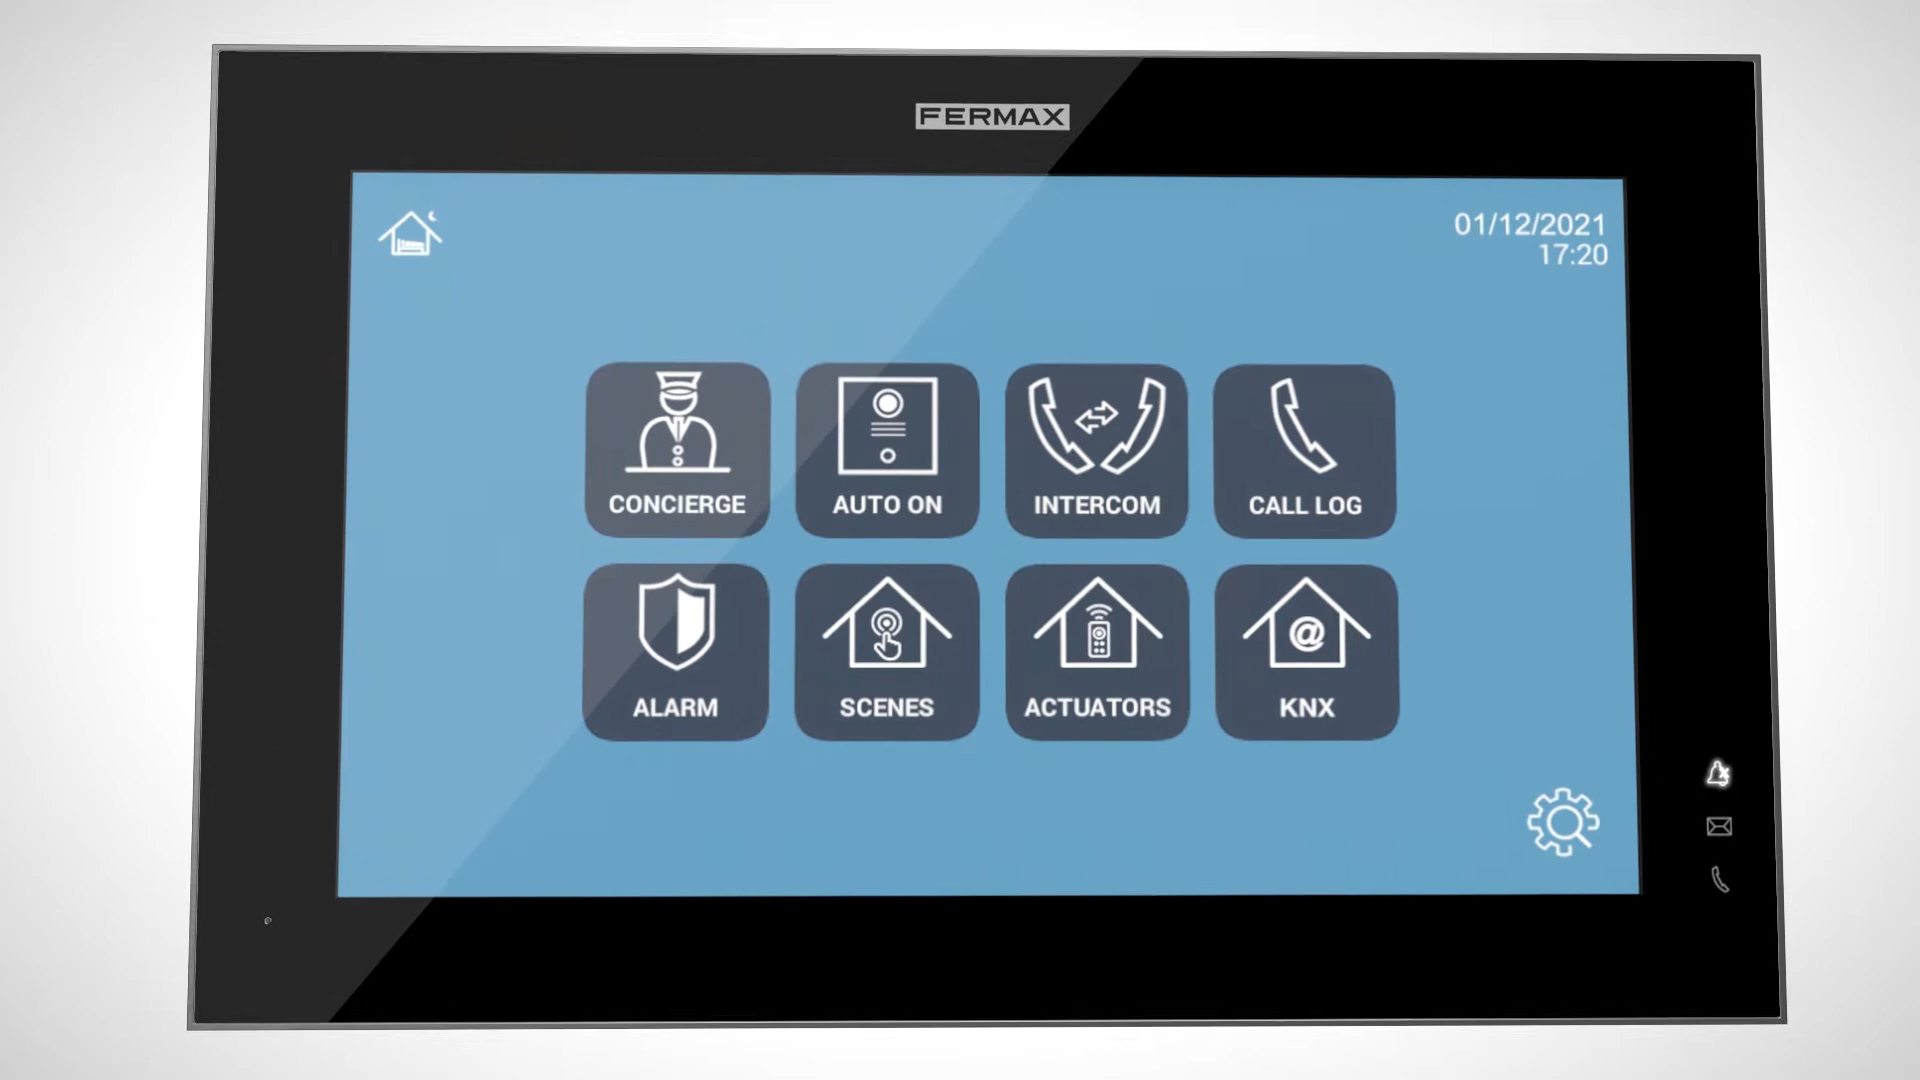 FERMAX
01/12/2021
17:20
CONCIERGE
AUTO ON
INTERCOM
CALL LOG
ALARM
SCENES
ACTUATORS
@
KNX